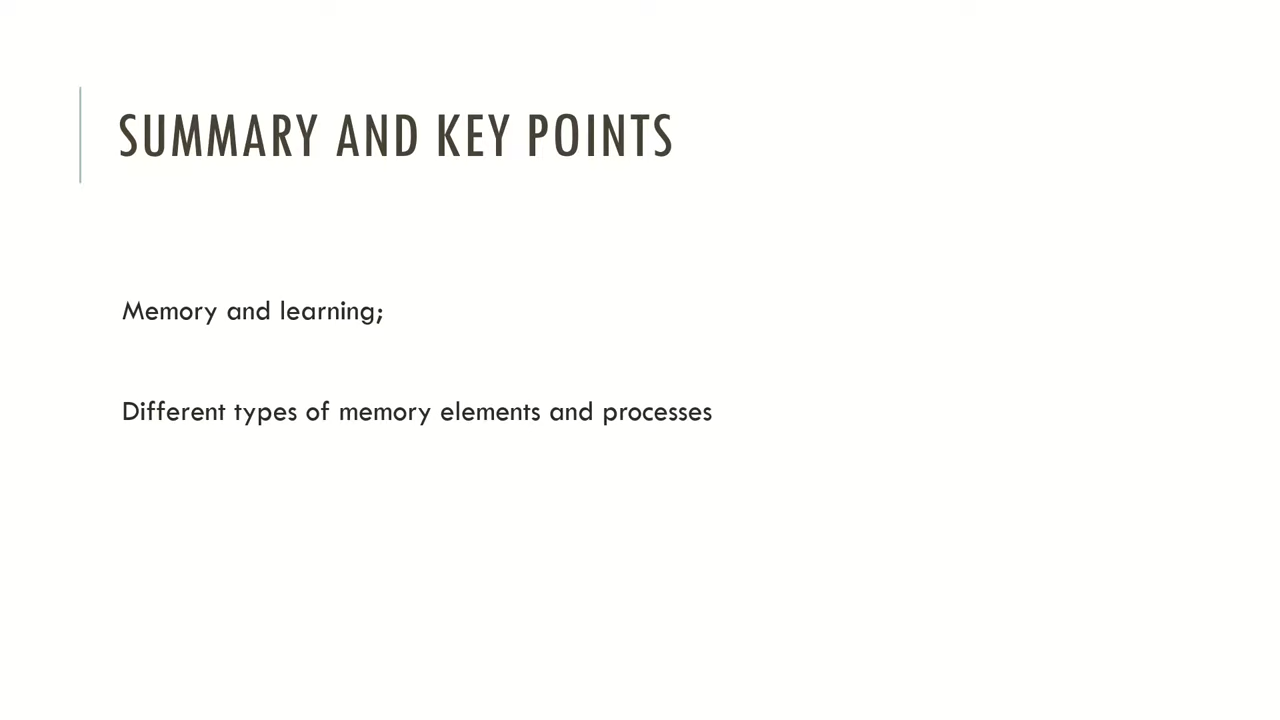 SUMMARY AND KEY POINTS
Memory and learning;
Different types of memory elements and processes